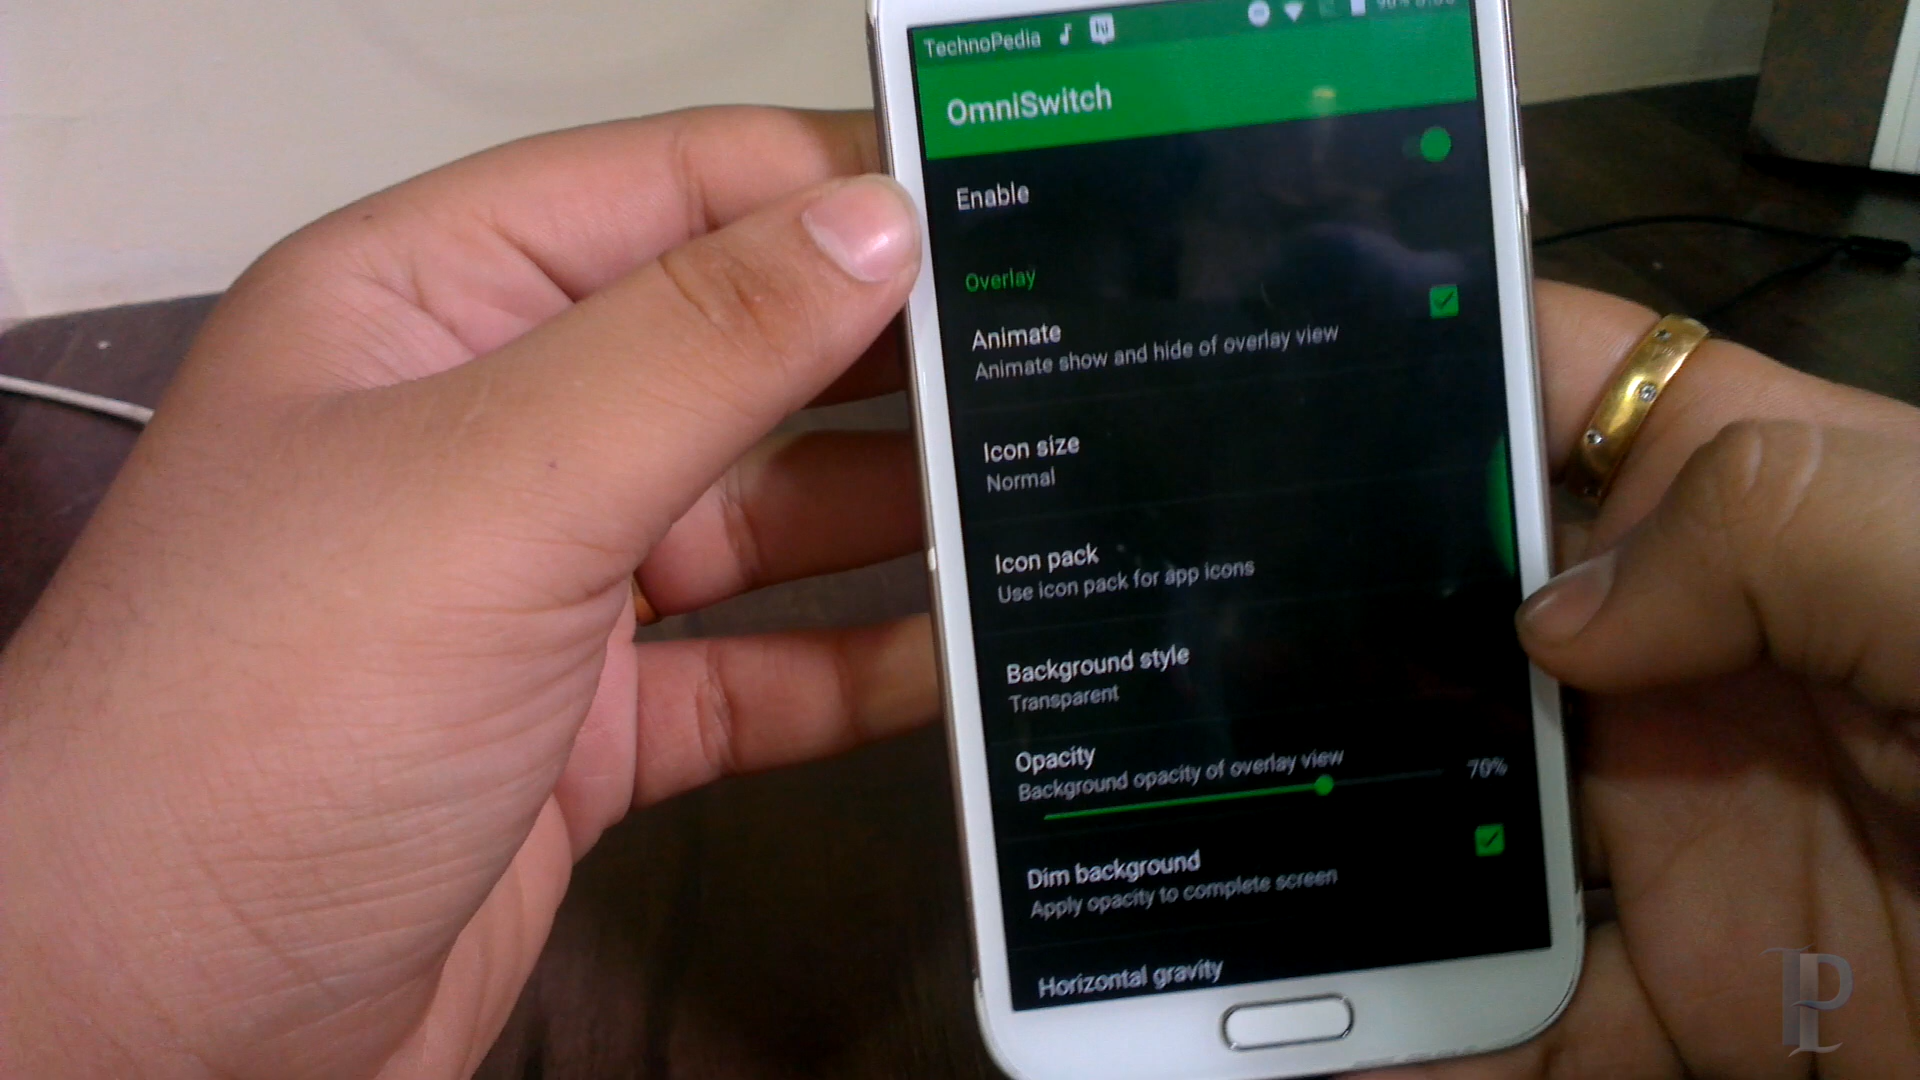 TechnoPedia
OmniSwitch
Enable
Overlay
Animate
Animate show and hide of overlay view
Icon size
Normal
Icon pack
Use icon pack for app icons
Background style
Transparent
Opacity
Background opacity of overlay view
70%
Dim background
Apply opacity to complete screen
Horizontal gravity